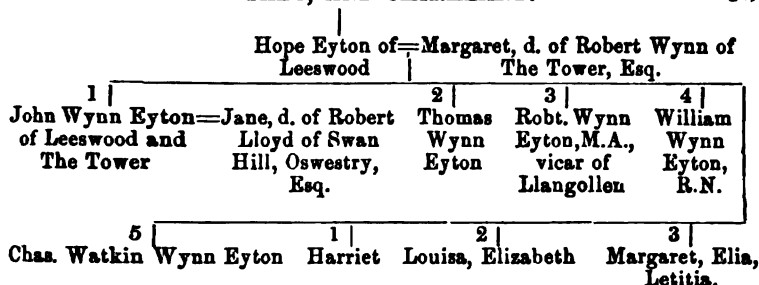 Hope Eyton of=Margaret, d. of Robert Wynn of
Leeswood The Tower, Esq.
1 2 3 4
John Wynn Eyton=Jane, d. of Robert Thomas Robt. Wynn William
of Leeswood and Lloyd of Swan Wynn Eyton, M.A., Wynn
The Tower Hill, Oswestry, Eyton vicar of Eyton,
Esq. Llangollen R.N.
5 1 2 3
Chas. Watkin Wynn Eyton Harriet Louisa, Elizabeth Margaret, Elia,
Letitia.